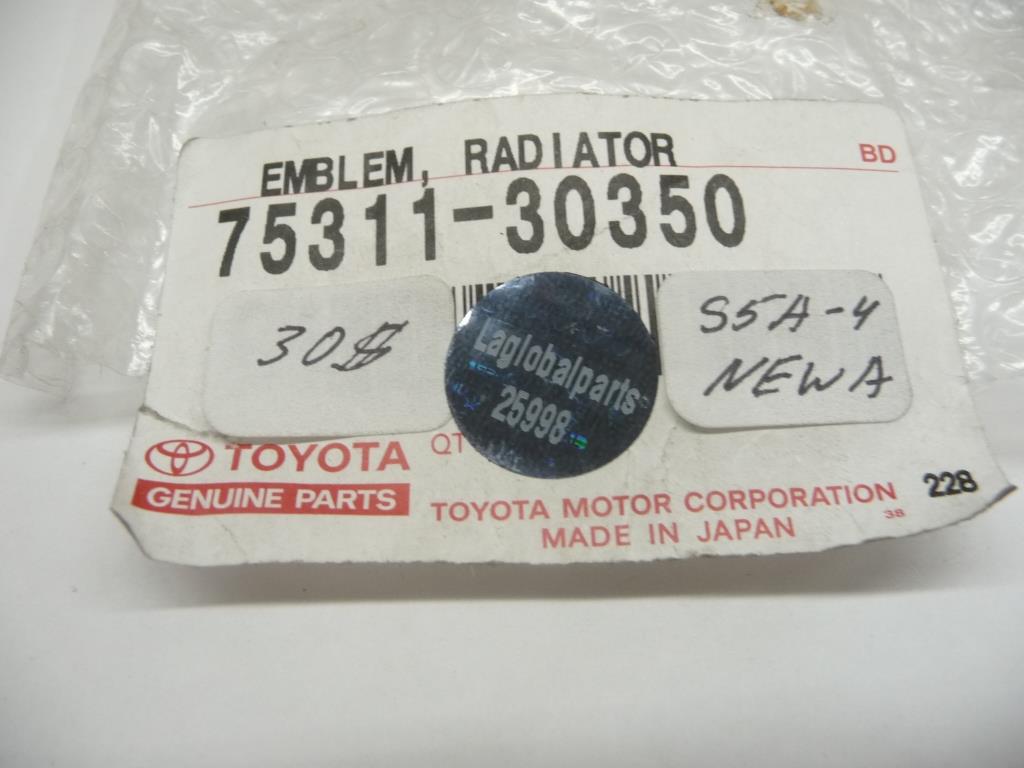 EMBLEM, RADIATOR
BD
75311-30350
30$
Laglobalparts
25998
S5A-4
NEWA
TOYOTA
GENUINE PARTS
QT
TOYOTA MOTOR CORPORATION
228
MADE IN JAPAN
38